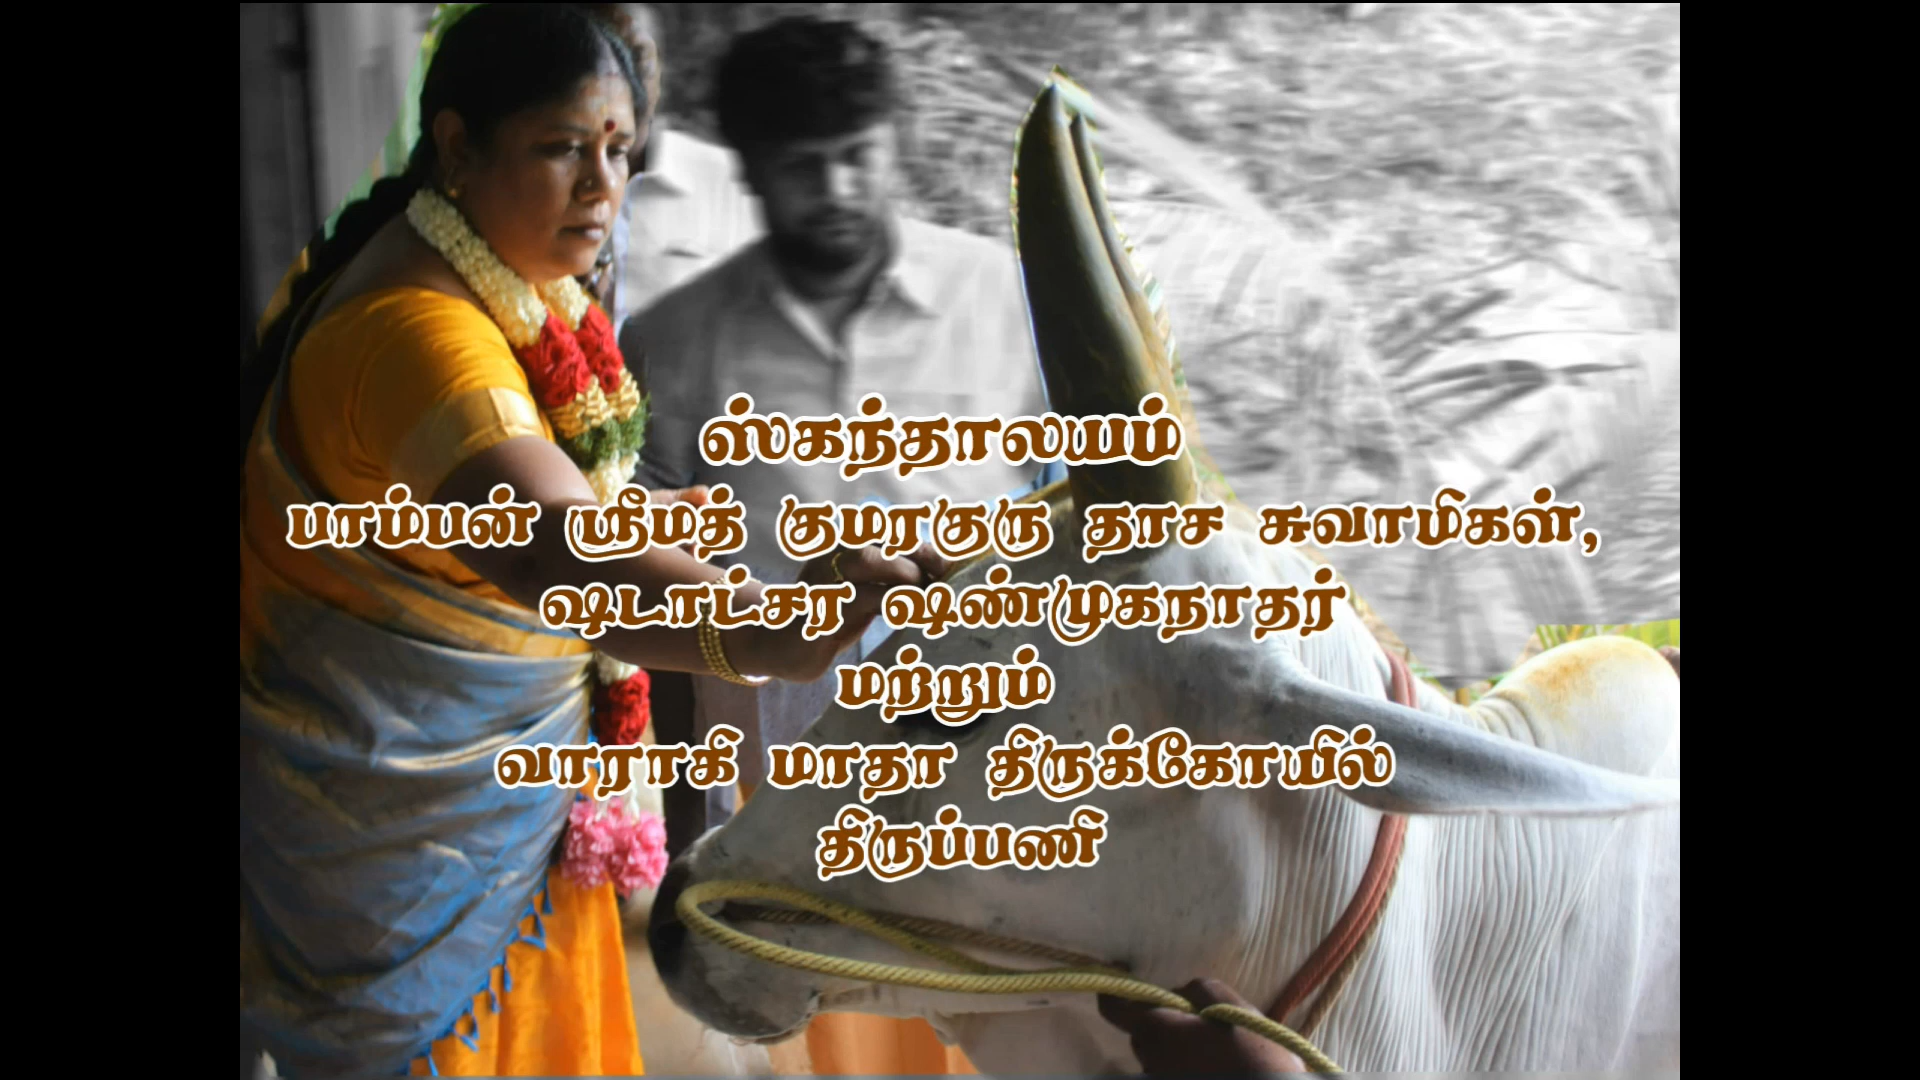 ஸ்கந்தாலயம்
பாம்பன் ஸ்ரீமத் குமரகுரு தாச சுவாமிகள்,
ஷடாட்சர ஷண்முகநாதர்
மற்றும்
வாராகி மாதா திருக்கோயில்
திருப்பணி